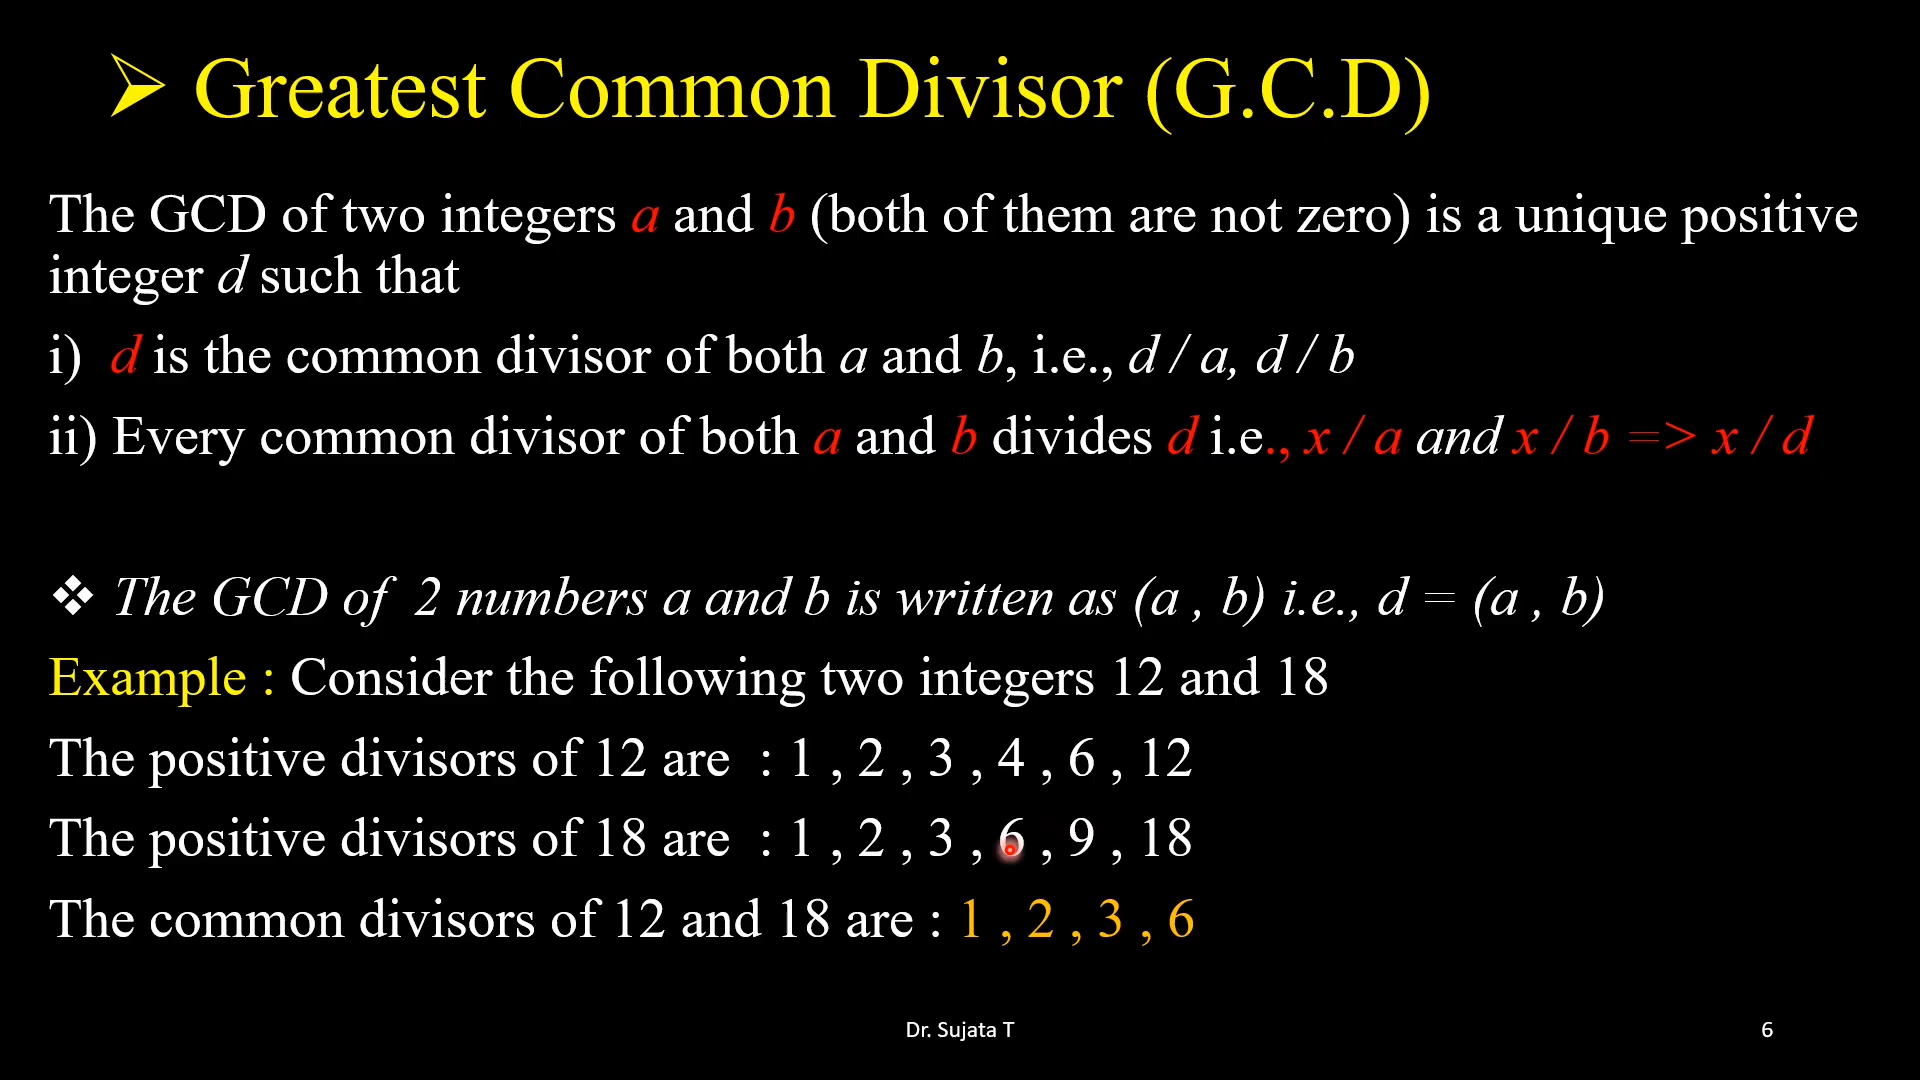 Greatest Common Divisor (G.C.D)
The GCD of two integers a and b (both of them are not zero) is a unique positive
integer d such that
i) d is the common divisor of both a and b, i.e., d / a, d / b
ii) Every common divisor of both a and b divides d i.e., x / a and x / b => x / d
The GCD of 2 numbers a and b is written as (a , b) i.e., d = (a , b)
Example : Consider the following two integers 12 and 18
The positive divisors of 12 are : 1 , 2 , 3 , 4 , 6 , 12
The positive divisors of 18 are : 1 , 2 , 3 , 6 , 9 , 18
The common divisors of 12 and 18 are : 1 , 2 , 3 , 6
Dr. Sujata T
6